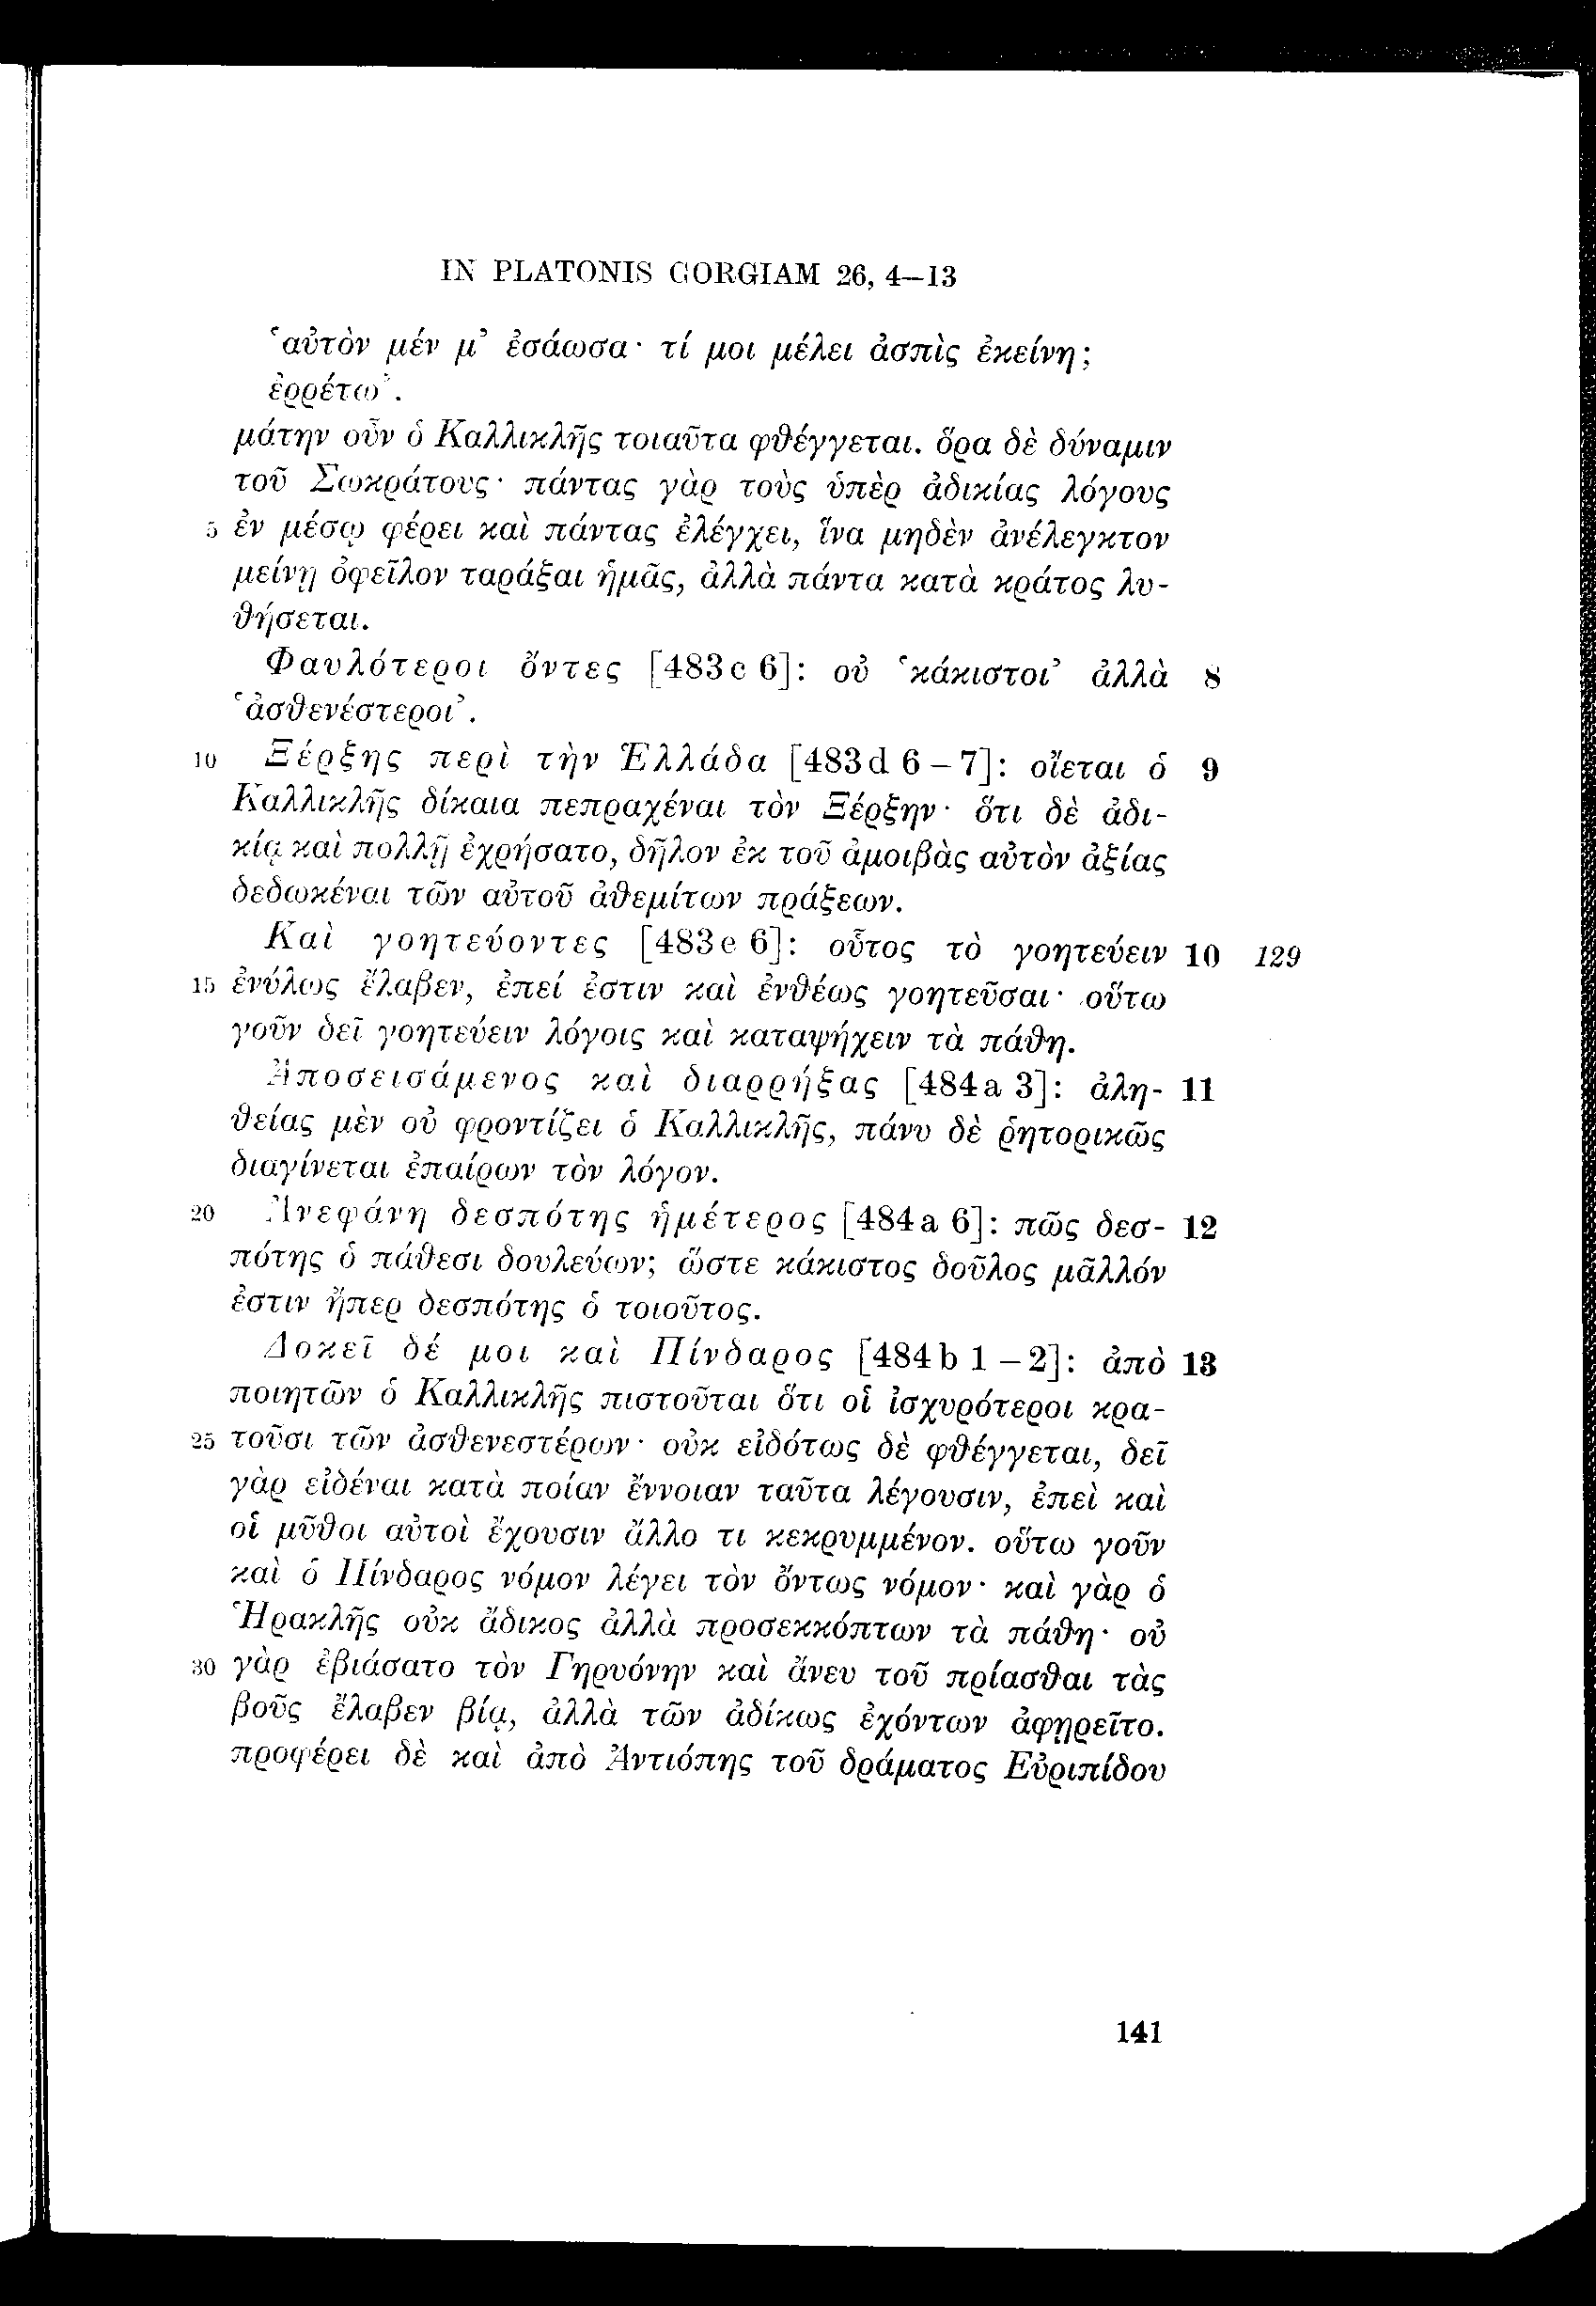 IN PLATONIS GORGIAM 26, 4–13
‘αὐτὸν μέν μ’ ἐσάωσα· τί μοι μέλει ἀσπὶς ἐκείνη;
ἐρρέτω’.
μάτην οὖν ὁ Καλλικλῆς τοιαῦτα φθέγγεται. ὅρα δὲ δύναμιν
τοῦ Σωκράτους· πάντας γὰρ τοὺς ὑπὲρ ἀδικίας λόγους
5 ἐν μέσῳ φέρει καὶ πάντας ἐλέγχει, ἵνα μηδὲν ἀνέλεγκτον
μείνῃ ὀφεῖλον ταράξαι ἡμᾶς, ἀλλὰ πάντα κατὰ κράτος λυ-
θήσεται.
Φαυλότεροι ὄντες [483c 6]: οὐ ‘κάκιστοι’ ἀλλὰ 8
‘ἀσθενέστεροι’.
10 Ξέρξης περὶ τὴν Ἑλλάδα [483d 6–7]: οἴεται ὁ 9
Καλλικλῆς δίκαια πεπραχέναι τὸν Ξέρξην· ὅτι δὲ ἀδι-
κίᾳ καὶ πολλῇ ἐχρήσατο, δῆλον ἐκ τοῦ ἀμοιβὰς αὐτὸν ἀξίας
δεδωκέναι τῶν αὐτοῦ ἀθεμίτων πράξεων.
Καὶ γοητεύοντες [483e 6]: οὗτος τὸ γοητεύειν 10 129
15 ἐνύλως ἔλαβεν, ἐπεί ἐστιν καὶ ἐνθέως γοητεῦσαι· οὕτω
γοῦν δεῖ γοητεύειν λόγοις καὶ καταψήχειν τὰ πάθη.
Ἀποσεισάμενος καὶ διαρρήξας [484a 3]: ἀλη- 11
θείας μὲν οὐ φροντίζει ὁ Καλλικλῆς, πάνυ δὲ ῥητορικῶς
διαγίνεται ἐπαίρων τὸν λόγον.
20 Ἀνεφάνη δεσπότης ἡμέτερος [484a 6]: πῶς δεσ- 12
πότης ὁ πάθεσι δουλεύων; ὥστε κάκιστος δοῦλος μᾶλλόν
ἐστιν ἤπερ δεσπότης ὁ τοιοῦτος.
Δοκεῖ δέ μοι καὶ Πίνδαρος [484b 1–2]: ἀπὸ 13
ποιητῶν ὁ Καλλικλῆς πιστοῦται ὅτι οἱ ἰσχυρότεροι κρα-
25 τοῦσι τῶν ἀσθενεστέρων· οὐκ εἰδότως δὲ φθέγγεται, δεῖ
γὰρ εἰδέναι κατὰ ποίαν ἔννοιαν ταῦτα λέγουσιν, ἐπεὶ καὶ
οἱ μῦθοι αὐτοὶ ἔχουσιν ἄλλο τι κεκρυμμένον. οὕτω γοῦν
καὶ ὁ Πίνδαρος νόμον λέγει τὸν ὄντως νόμον· καὶ γὰρ ὁ
Ἡρακλῆς οὐκ ἄδικος ἀλλὰ προσεκκόπτων τὰ πάθη· οὐ
30 γὰρ ἐβιάσατο τὸν Γηρυόνην καὶ ἄνευ τοῦ πρίασθαι τὰς
βοῦς ἔλαβεν βίᾳ, ἀλλὰ τῶν ἀδίκως ἐχόντων ἀφῃρεῖτο.
προφέρει δὲ καὶ ἀπὸ Ἀντιόπης τοῦ δράματος Εὐριπίδου
141